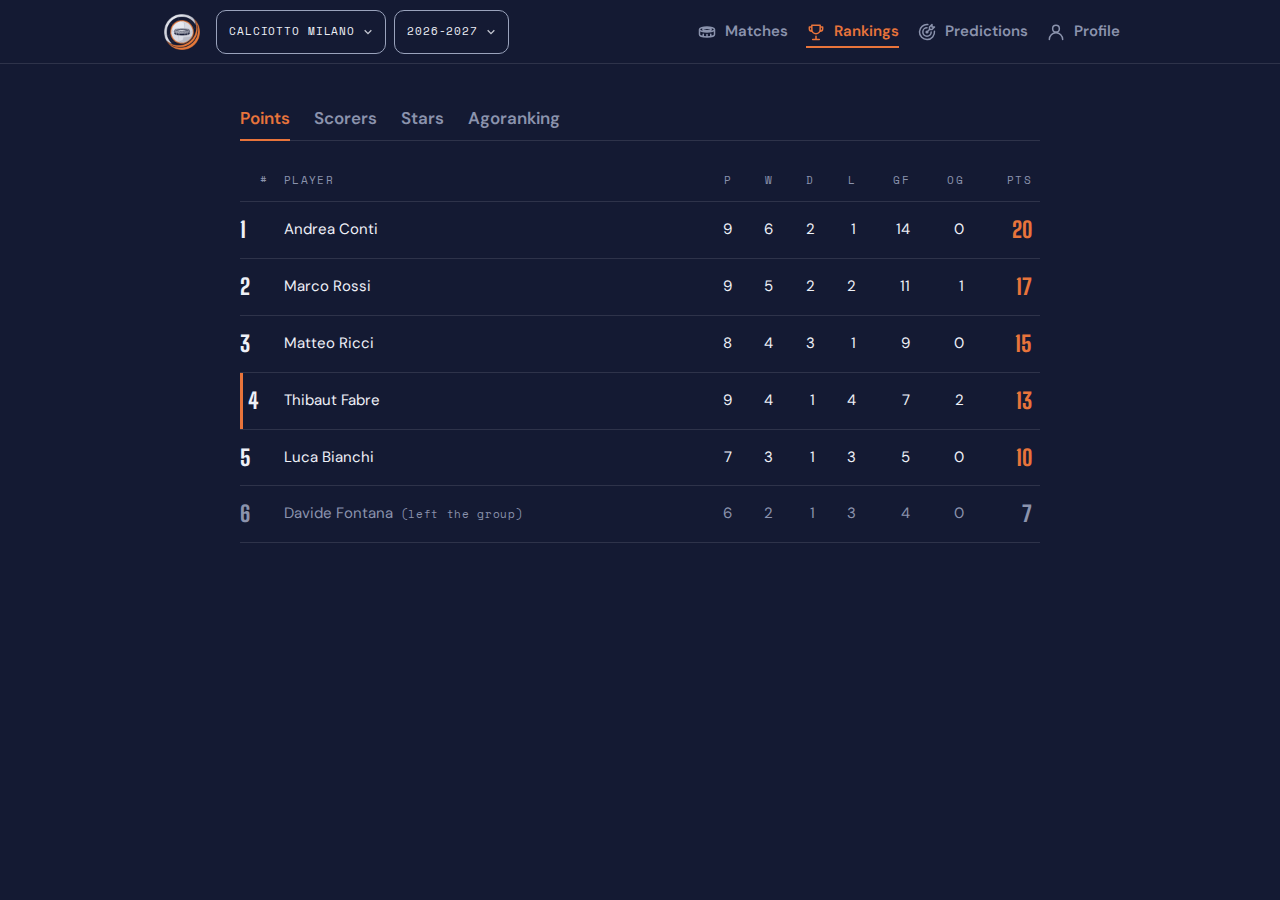 CALCIOTTO MILANO 2026-2027 Matches Rankings Predictions Profile
Points Scorers Stars Agoranking
# PLAYER P W D L GF OG PTS
1 Andrea Conti 9 6 2 1 14 0 20
2 Marco Rossi 9 5 2 2 11 1 17
3 Matteo Ricci 8 4 3 1 9 0 15
4 Thibaut Fabre 9 4 1 4 7 2 13
5 Luca Bianchi 7 3 1 3 5 0 10
6 Davide Fontana (left the group) 6 2 1 3 4 0 7